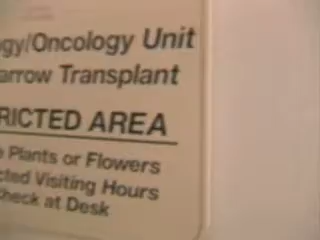 gy/Oncology Unit
arrow Transplant
RICTED AREA
Plants or Flowers
cted Visiting Hours
heck at Desk